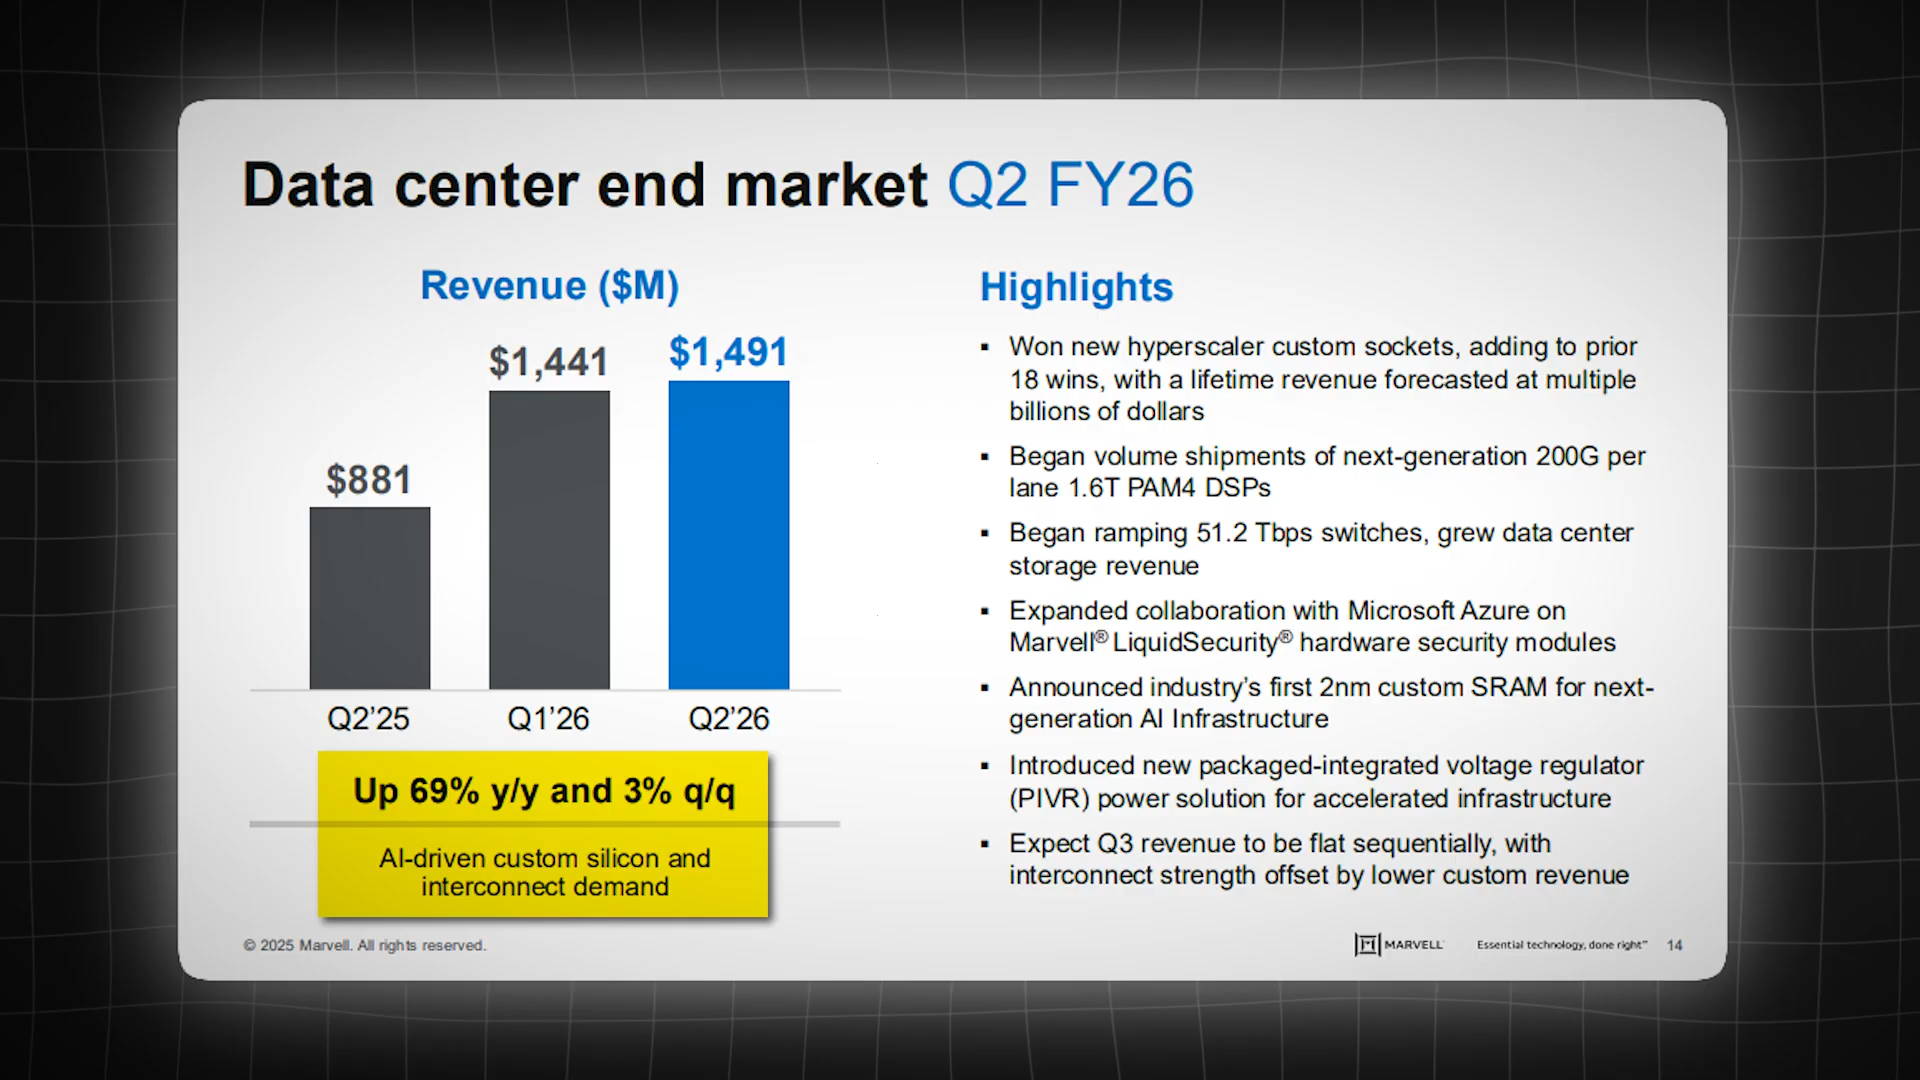 Data center end market Q2 FY26
Revenue ($M)
$881
$1,441
$1,491
Q2’25
Q1’26
Q2’26
Up 69% y/y and 3% q/q
AI-driven custom silicon and
interconnect demand
Highlights
▪ Won new hyperscaler custom sockets, adding to prior
18 wins, with a lifetime revenue forecasted at multiple
billions of dollars
▪ Began volume shipments of next-generation 200G per
lane 1.6T PAM4 DSPs
▪ Began ramping 51.2 Tbps switches, grew data center
storage revenue
▪ Expanded collaboration with Microsoft Azure on
Marvell® LiquidSecurity® hardware security modules
▪ Announced industry’s first 2nm custom SRAM for next-
generation AI Infrastructure
▪ Introduced new packaged-integrated voltage regulator
(PIVR) power solution for accelerated infrastructure
▪ Expect Q3 revenue to be flat sequentially, with
interconnect strength offset by lower custom revenue
© 2025 Marvell. All rights reserved.
MARVELL
Essential technology, done right™
14